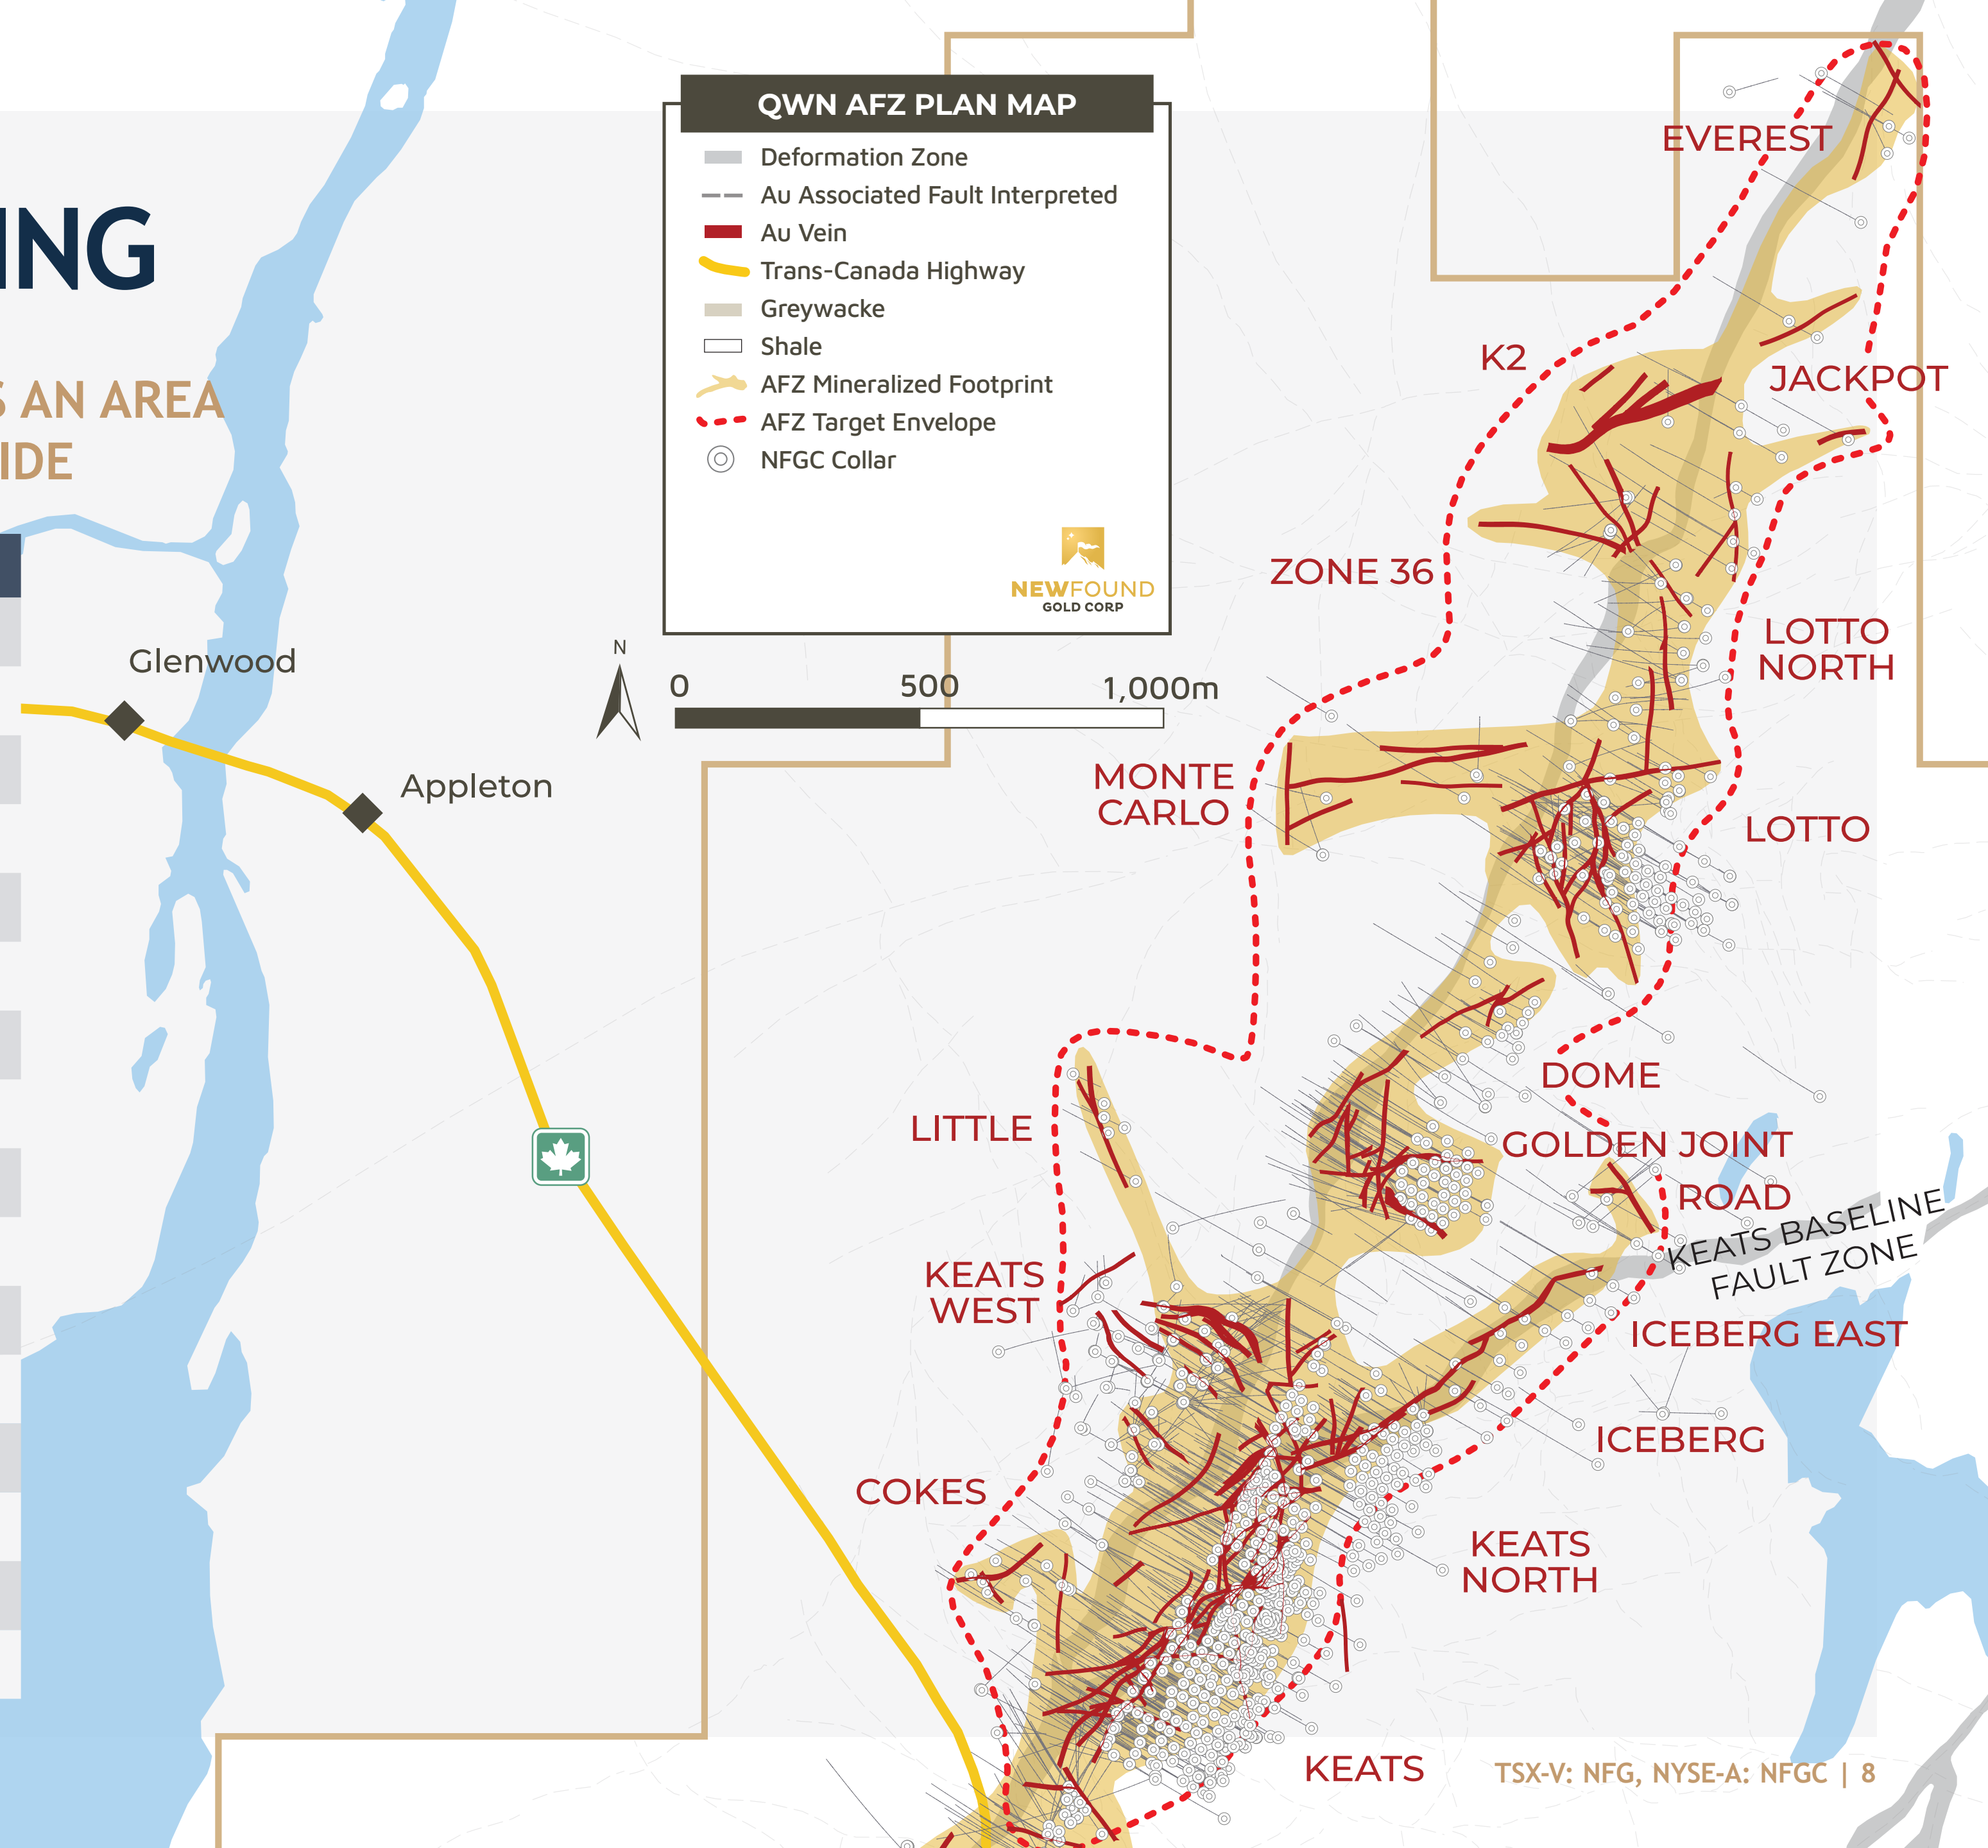 ING
S AN AREA
IDE
QWN AFZ PLAN MAP
Deformation Zone
Au Associated Fault Interpreted
Au Vein
Trans-Canada Highway
Greywacke
Shale
AFZ Mineralized Footprint
AFZ Target Envelope
NFGC Collar
NEWFOUND
GOLD CORP
N
0 500 1,000m
Glenwood
Appleton
EVEREST
K2
JACKPOT
ZONE 36
LOTTO
NORTH
MONTE
CARLO
LOTTO
DOME
LITTLE
GOLDEN JOINT
ROAD
KEATS BASELINE
FAULT ZONE
KEATS
WEST
ICEBERG EAST
ICEBERG
COKES
KEATS
NORTH
KEATS
TSX-V: NFG, NYSE-A: NFGC | 8